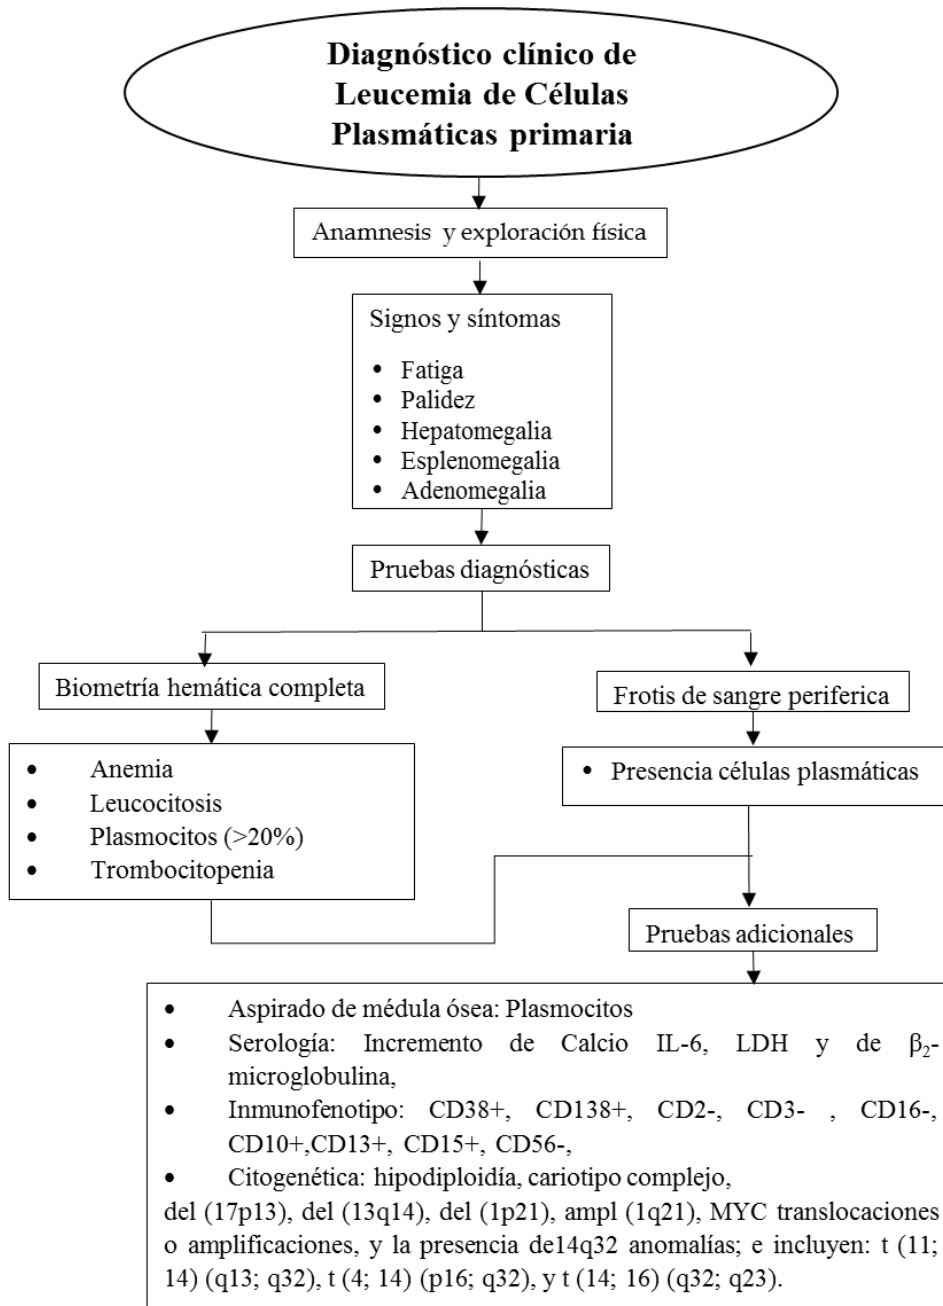 Diagnóstico clínico de
Leucemia de Células
Plasmáticas primaria
Anamnesis y exploración física
Signos y síntomas
• Fatiga
• Palidez
• Hepatomegalia
• Esplenomegalia
• Adenomegalia
Pruebas diagnósticas
Biometría hemática completa
Frotis de sangre periferica
• Anemia
• Leucocitosis
• Plasmocitos (>20%)
• Trombocitopenia
• Presencia células plasmáticas
Pruebas adicionales
• Aspirado de médula ósea: Plasmocitos
• Serología: Incremento de Calcio IL-6, LDH y de β₂-
microglobulina,
• Inmunofenotipo: CD38+, CD138+, CD2-, CD3- , CD16-,
CD10+,CD13+, CD15+, CD56-,
• Citogenética: hipodiploidía, cariotipo complejo,
del (17p13), del (13q14), del (1p21), ampl (1q21), MYC translocaciones
o amplificaciones, y la presencia de14q32 anomalías; e incluyen: t (11;
14) (q13; q32), t (4; 14) (p16; q32), y t (14; 16) (q32; q23).